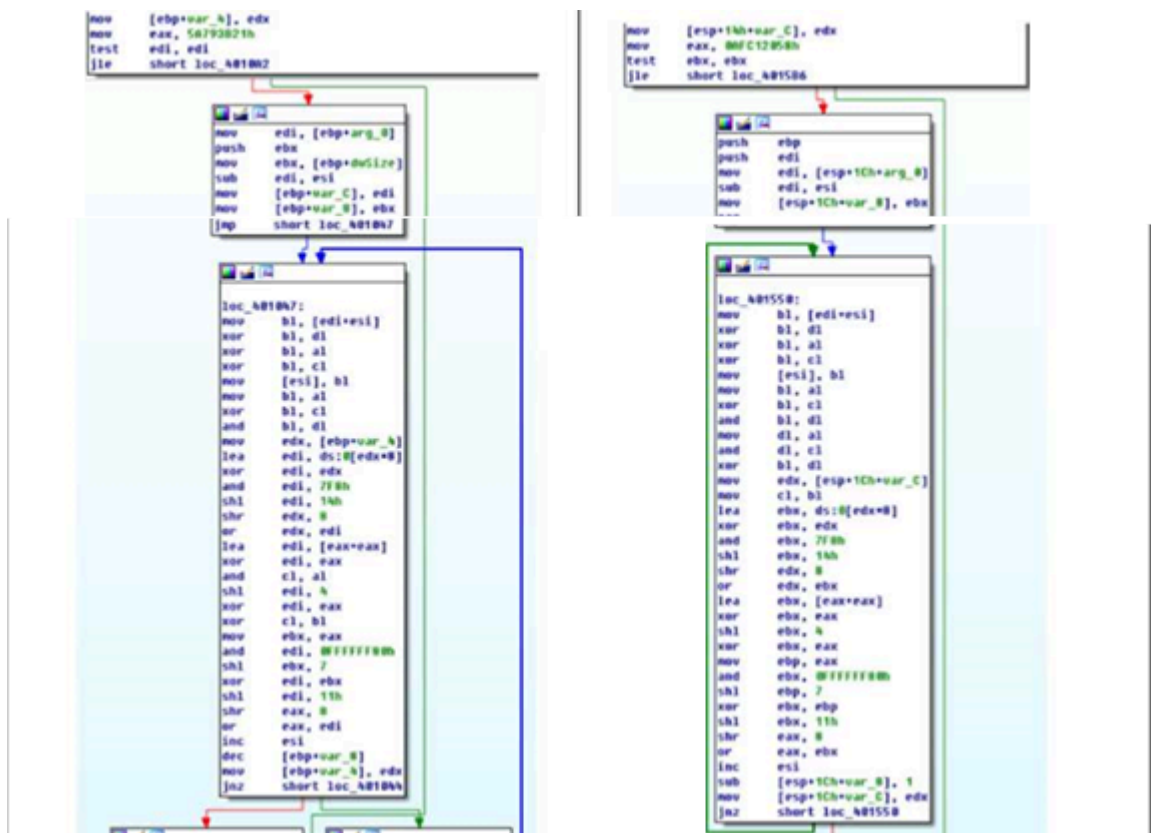 mov [ebp+var_4], edx
mov eax, 5A793B21h
test edi, edi
jle short loc_4010A2
mov edi, [ebp+arg_0]
push ebx
mov ebx, [ebp+dwSize]
sub edi, esi
mov [ebp+var_C], edi
mov [ebp+var_8], ebx
jmp short loc_401047
loc_401047:
mov bl, [edi+esi]
xor bl, dl
xor bl, al
xor bl, cl
mov [esi], bl
mov bl, al
xor bl, cl
and bl, dl
mov edx, [ebp+var_4]
lea edi, ds:0[edx*8]
xor edi, edx
and edi, 7F8h
shl edi, 14h
shr edx, 8
or edx, edi
lea edi, [eax+eax]
xor edi, eax
and cl, al
shl edi, 4
xor edi, eax
xor cl, bl
mov ebx, eax
and edi, 0FFFFFF80h
shl ebx, 7
xor edi, ebx
shl edi, 11h
shr eax, 8
or eax, edi
inc esi
dec [ebp+var_8]
mov [ebp+var_4], edx
jnz short loc_401044
mov [esp+14h+var_C], edx
mov eax,
test ebx, ebx
jle short loc_401586
push ebp
push edi
mov edi, [esp+1Ch+arg_0]
sub edi, esi
mov [esp+1Ch+var_8], ebx
loc_401550:
mov bl, [edi+esi]
xor bl, dl
xor bl, al
xor bl, cl
mov [esi], bl
mov bl, al
xor bl, cl
and bl, dl
mov dl, al
and dl, cl
xor bl, dl
mov edx, [esp+1Ch+var_C]
mov cl, bl
lea ebx, ds:0[edx*8]
xor ebx, edx
and ebx, 7F8h
shl ebx, 14h
shr edx, 8
or edx, ebx
lea ebx, [eax+eax]
xor ebx, eax
shl ebx, 4
xor ebx, eax
mov ebp, eax
and ebx, 0FFFFFF80h
shl ebp, 7
xor ebx, ebp
shl ebx, 11h
shr eax, 8
or eax, ebx
inc esi
sub [esp+1Ch+var_8], 1
mov [esp+1Ch+var_C], edx
jnz short loc_401550